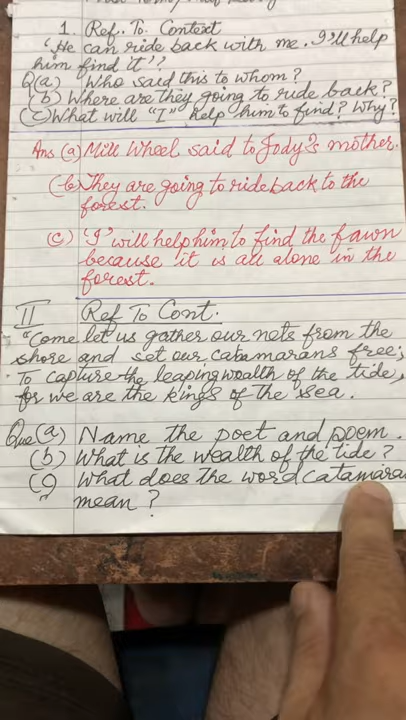 1. Ref. To. Context
"He can ride back with me. I'll help
him find it"?
Q(a) Who said this to whom?
(b) Where are they going to ride back?
(c) What will "I" help him to find? Why?
Ans (a) Mill Wheel said to Jody's mother.
(b) They are going to ride back to the
forest.
(c) 'I' will help him to find the fawn
because it is all alone in the
forest.
II Ref To Cont.
"Come let us gather our nets from the
shore and set our catamarans free;
To capture the leaping wealth of the tide,
for we are the kings of the sea.
Que (a) Name the poet and poem.
(b) What is the wealth of the tide?
(c) What does the word catamara
mean?